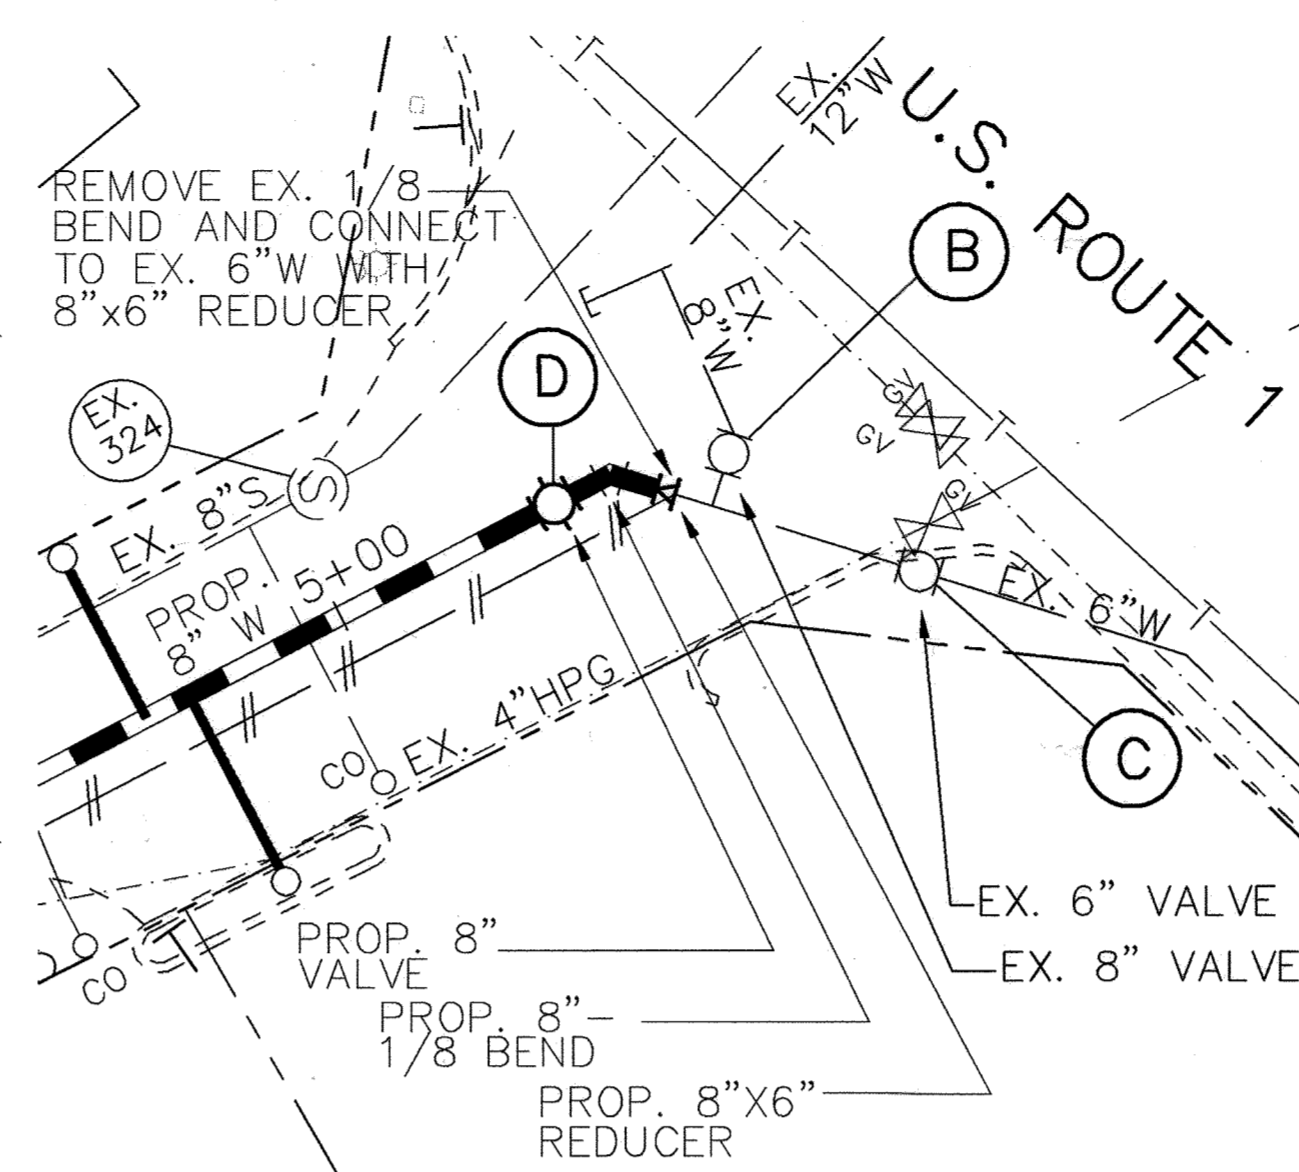 EX.
12"W
U.S. ROUTE 1
REMOVE EX. 1/8
BEND AND CONNECT
TO EX. 6"W WITH
8"x6" REDUCER
B
EX.
8"W
D
EX.
324
S
GV
GV
GV
EX. 8"S
PROP.
8" W
5+00
EX. 6"W
EX. 4"HPG
CO
C
CO
EX. 6" VALVE
EX. 8" VALVE
PROP. 8"
VALVE
PROP. 8"-
1/8 BEND
PROP. 8"X6"
REDUCER